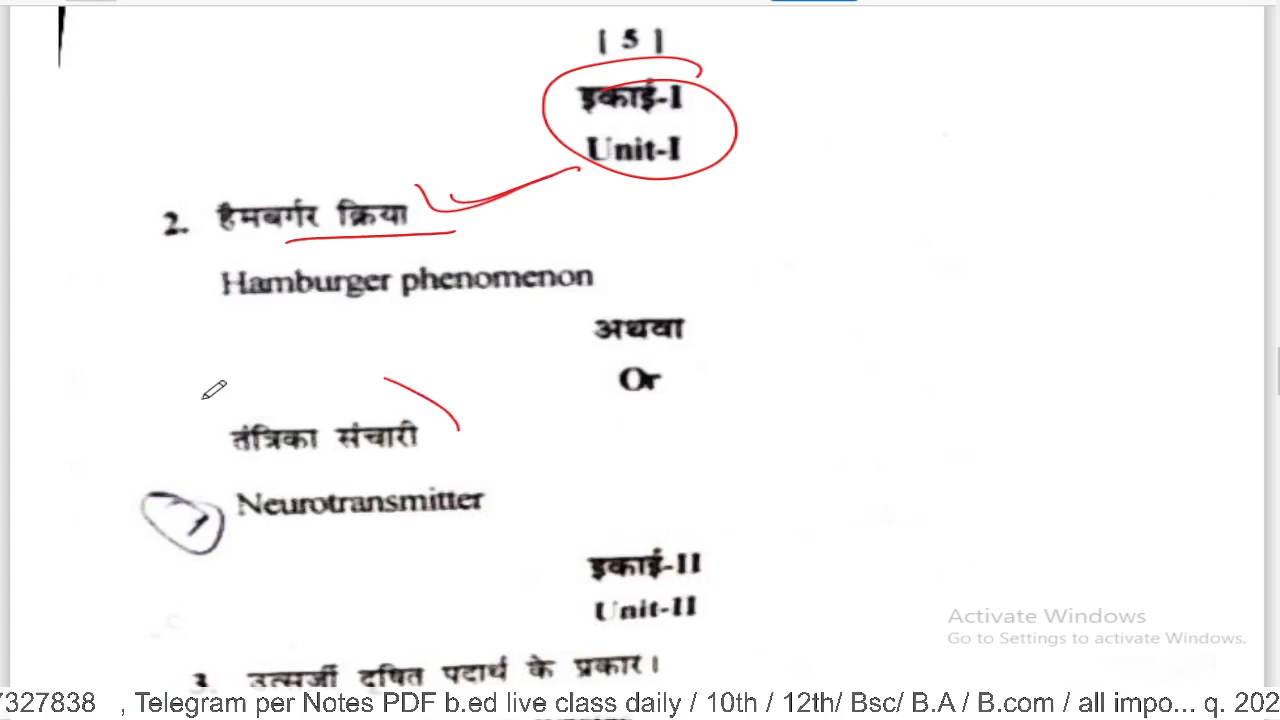 [ 5 ]
इकाई-I
Unit-I
2. हैमबर्गर क्रिया
Hamburger phenomenon
अथवा
Or
तंत्रिका संचारी
Neurotransmitter
इकाई-II
Unit-II
3. उत्सर्जी दूषित पदार्थ के प्रकार।
Activate Windows
Go to Settings to activate Windows.
7327838 , Telegram per Notes PDF b.ed live class daily / 10th / 12th/ Bsc/ B.A / B.com / all impo... q. 202